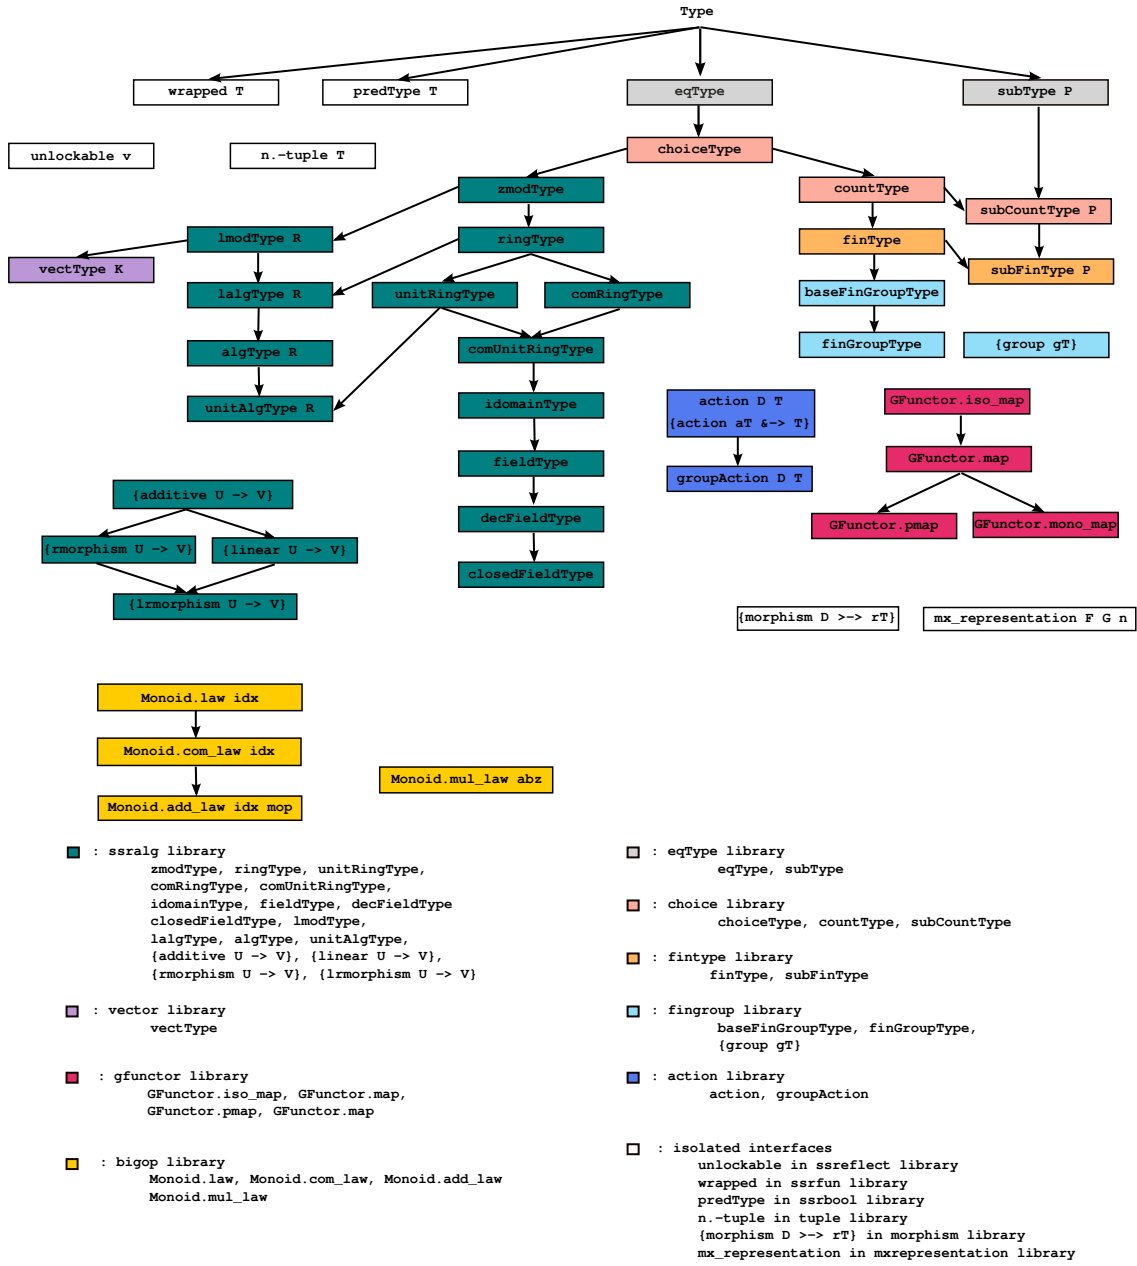 Type
wrapped T
predType T
eqType
subType P
unlockable v
n.-tuple T
choiceType
zmodType
countType
subCountType P
lmodType R
ringType
finType
vectType K
subFinType P
lalgType R
unitRingType
comRingType
baseFinGroupType
algType R
comUnitRingType
finGroupType
{group gT}
unitAlgType R
idomainType
action D T
{action aT &-> T}
GFunctor.iso_map
fieldType
groupAction D T
GFunctor.map
{additive U -> V}
decFieldType
GFunctor.pmap
GFunctor.mono_map
{rmorphism U -> V}
{linear U -> V}
closedFieldType
{lrmorphism U -> V}
{morphism D >-> rT}
mx_representation F G n
Monoid.law idx
Monoid.com_law idx
Monoid.mul_law abz
Monoid.add_law idx mop
: ssralg library
zmodType, ringType, unitRingType,
comRingType, comUnitRingType,
idomainType, fieldType, decFieldType
closedFieldType, lmodType,
lalgType, algType, unitAlgType,
{additive U -> V}, {linear U -> V},
{rmorphism U -> V}, {lrmorphism U -> V}
: vector library
vectType
: gfunctor library
GFunctor.iso_map, GFunctor.map,
GFunctor.pmap, GFunctor.map
: bigop library
Monoid.law, Monoid.com_law, Monoid.add_law
Monoid.mul_law
: eqType library
eqType, subType
: choice library
choiceType, countType, subCountType
: fintype library
finType, subFinType
: fingroup library
baseFinGroupType, finGroupType,
{group gT}
: action library
action, groupAction
: isolated interfaces
unlockable in ssreflect library
wrapped in ssrfun library
predType in ssrbool library
n.-tuple in tuple library
{morphism D >-> rT} in morphism library
mx_representation in mxrepresentation library